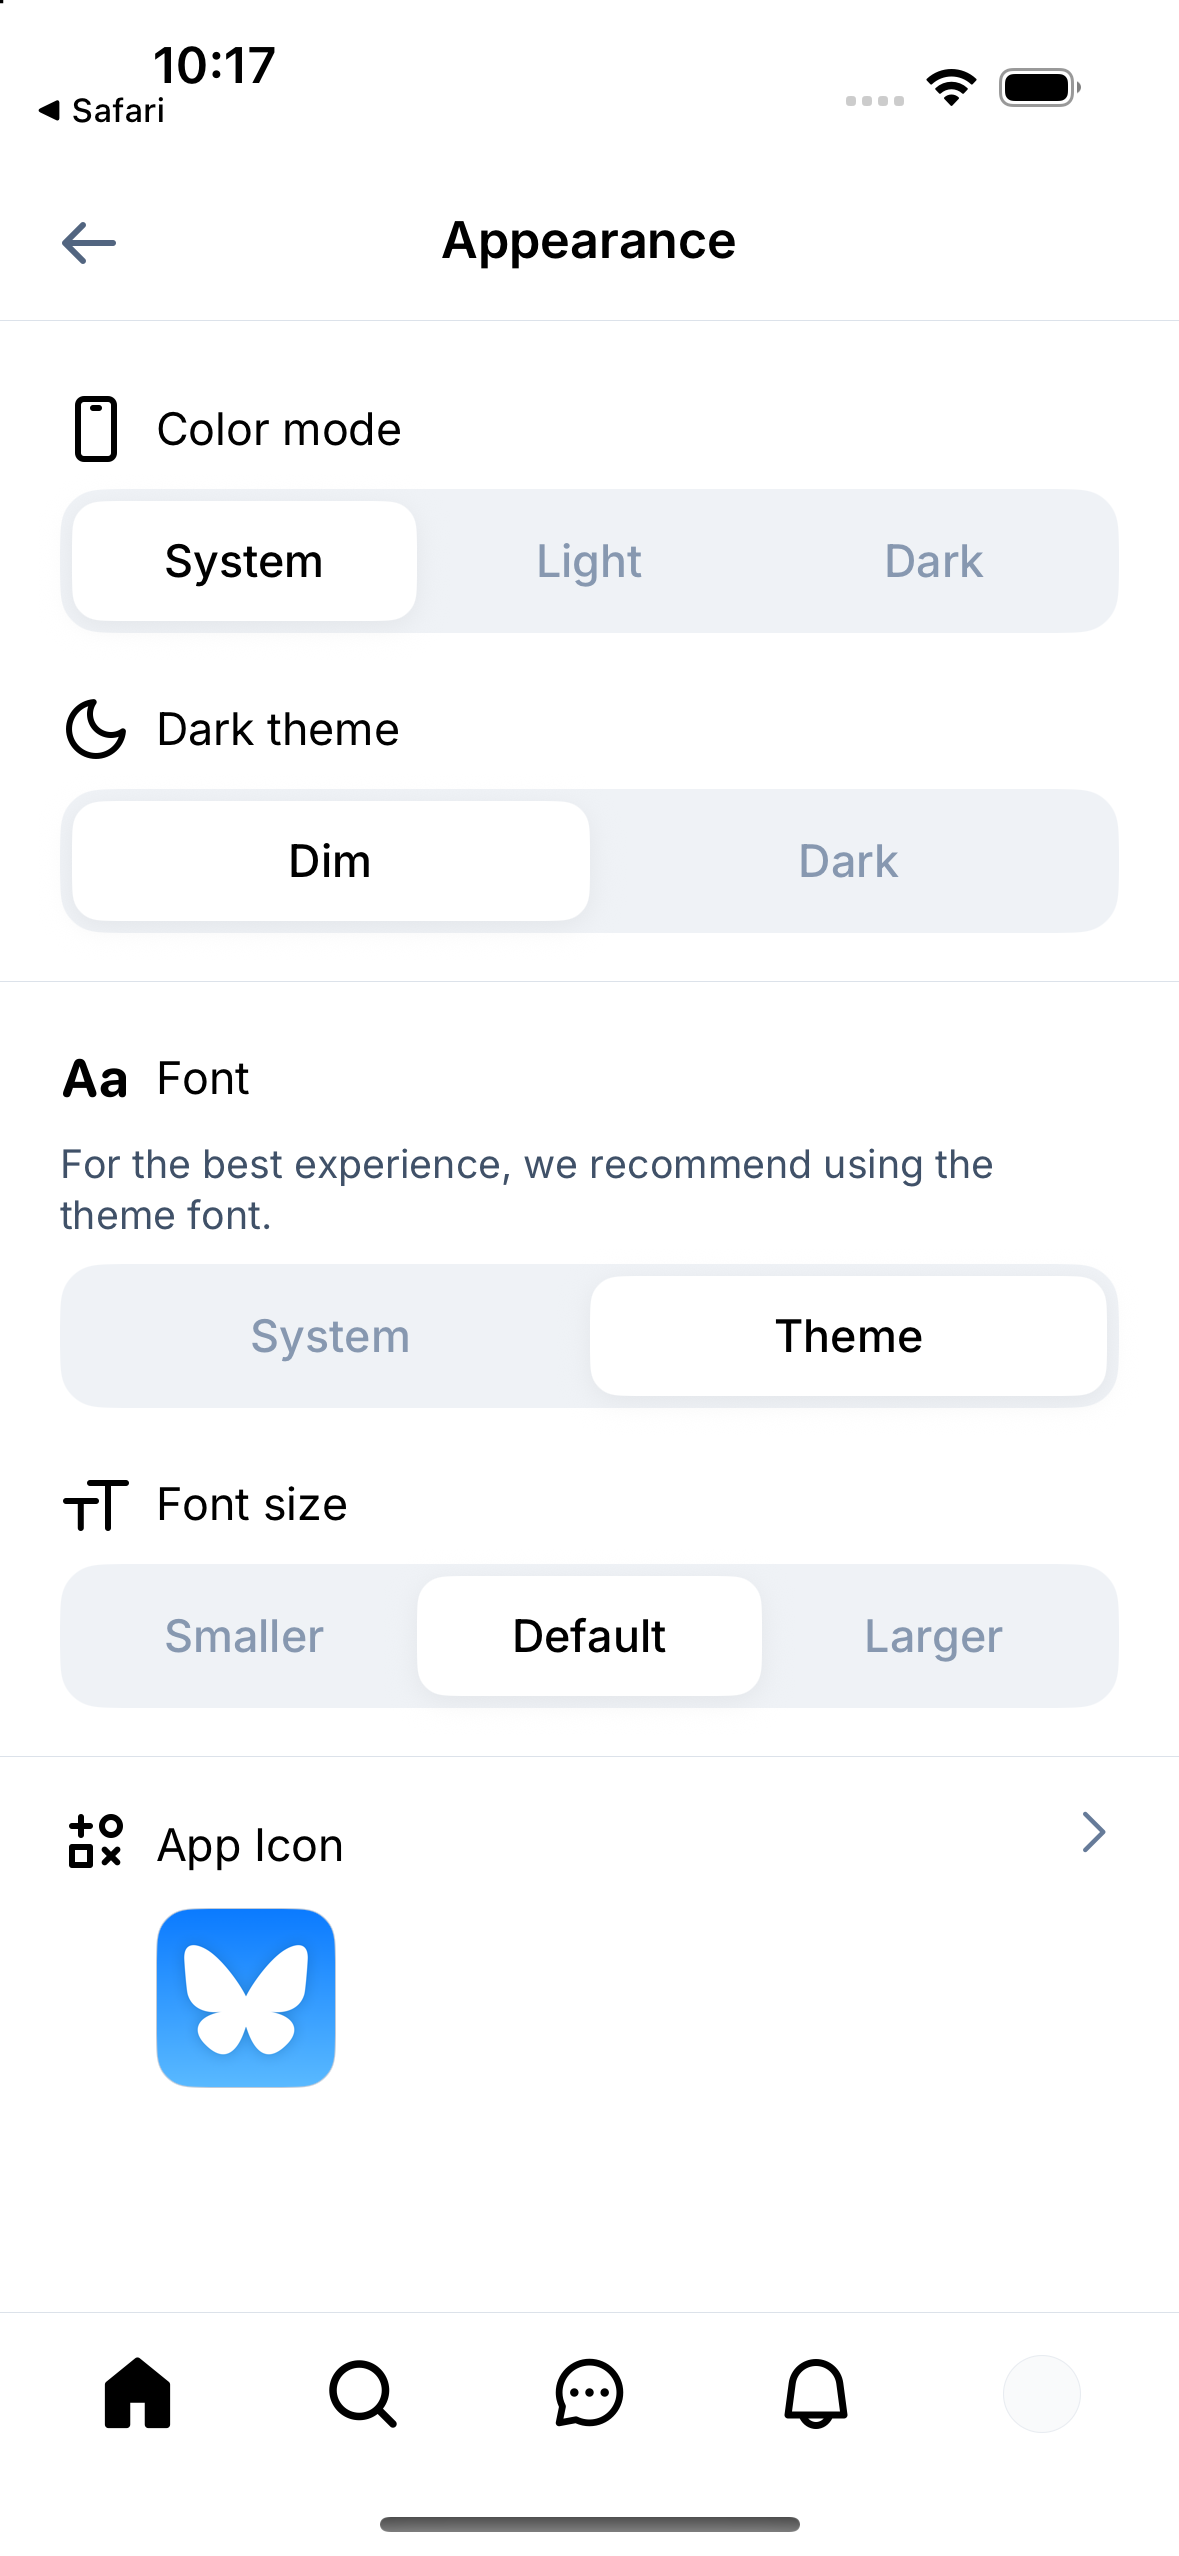 10:17
Safari
Appearance
Color mode
System Light Dark
Dark theme
Dim Dark
Aa Font
For the best experience, we recommend using the
theme font.
System Theme
Font size
Smaller Default Larger
App Icon